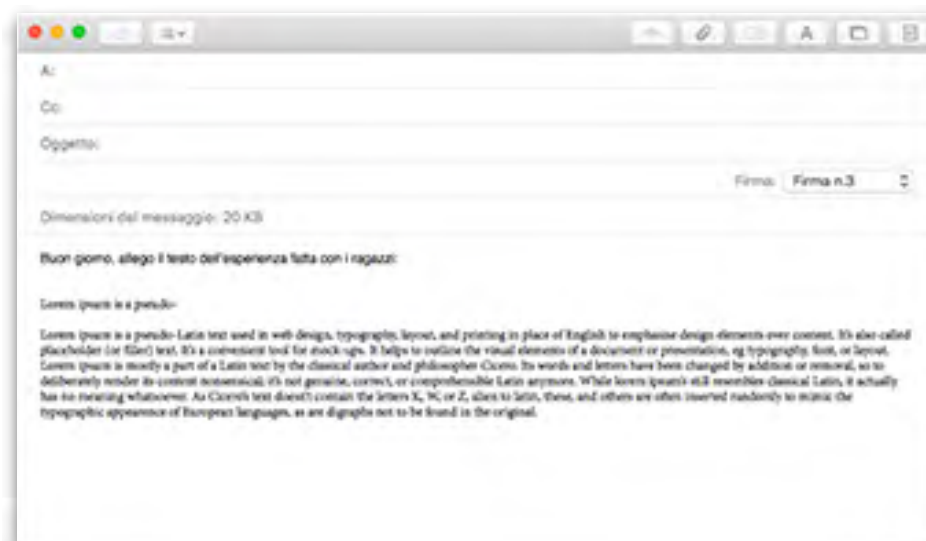 A:
Cc:
Oggetto:
Firma: Firma n.3
Dimensioni del messaggio: 20 KB
Buon giorno, allego il testo dell'esperienza fatta con i ragazzi:
Lorem ipsum is a pseudo-
Lorem ipsum is a pseudo-Latin text used in web design, typography, layout, and printing in place of English to emphasise design elements over content. It's also called
placeholder (or filler) text. It's a convenient tool for mock-ups. It helps to outline the visual elements of a document or presentation, eg typography, font, or layout.
Lorem ipsum is mostly a part of a Latin text by the classical author and philosopher Cicero. Its words and letters have been changed by addition or removal, so to
deliberately render its content nonsensical; it's not genuine, correct, or comprehensible Latin anymore. While lorem ipsum's still resembles classical Latin, it actually
has no meaning whatsoever. As Cicero's text doesn't contain the letters K, W, or Z, alien to latin, these, and others are often inserted randomly to mimic the
typographic appearence of European languages, as are digraphs not to be found in the original.